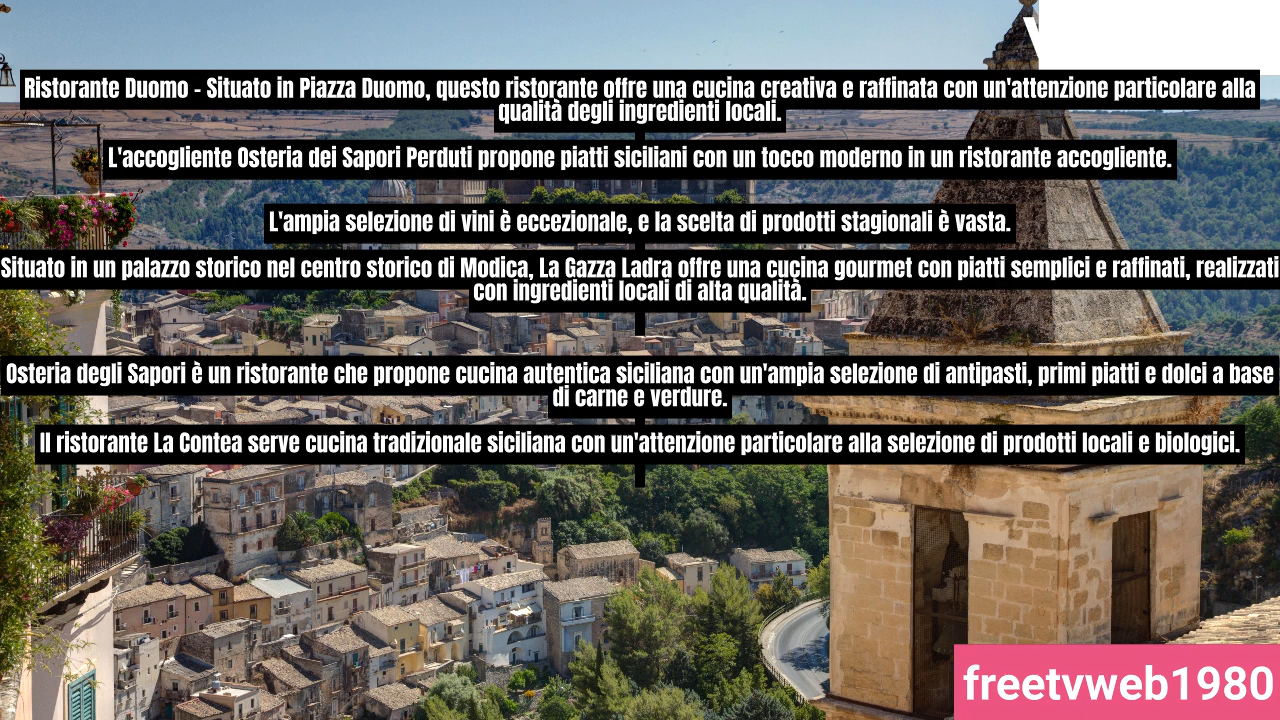 Ristorante Duomo - Situato in Piazza Duomo, questo ristorante offre una cucina creativa e raffinata con un'attenzione particolare alla
qualità degli ingredienti locali.
L'accogliente Osteria dei Sapori Perduti propone piatti siciliani con un tocco moderno in un ristorante accogliente.
L'ampia selezione di vini è eccezionale, e la scelta di prodotti stagionali è vasta.
Situato in un palazzo storico nel centro storico di Modica, La Gazza Ladra offre una cucina gourmet con piatti semplici e raffinati, realizzati
con ingredienti locali di alta qualità.
Osteria degli Sapori è un ristorante che propone cucina autentica siciliana con un'ampia selezione di antipasti, primi piatti e dolci a base
di carne e verdure.
Il ristorante La Contea serve cucina tradizionale siciliana con un'attenzione particolare alla selezione di prodotti locali e biologici.
freetvweb1980